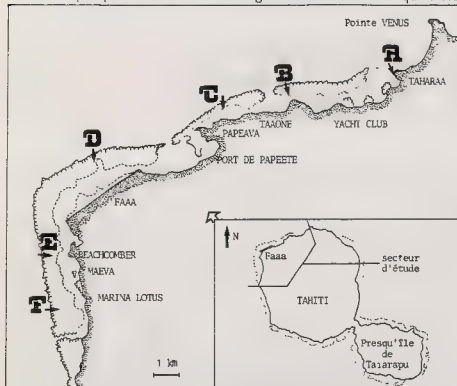 Pointe VENUS
A
TAHARAA
B
C
TAAONE
YACHT CLUB
PAPEAVA
PORT DE PAPEETE
D
FAAA
E
BEACHCOMBER
MAEVA
MARINA LOTUS
F
1 km
N
Faaa
secteur
d'étude
TAHITI
Presqu'île
de
Taiarapu